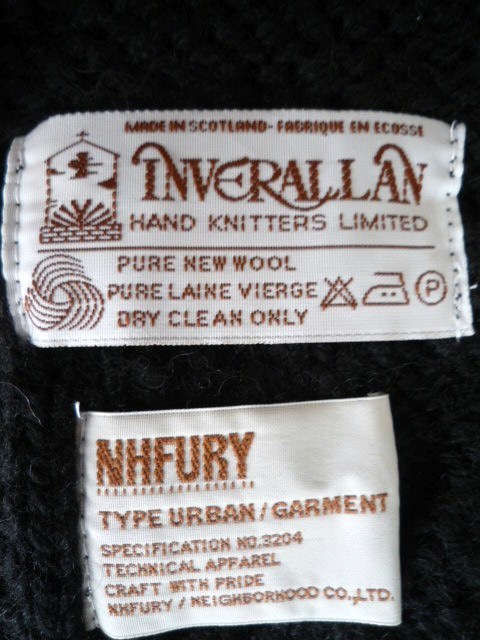 MADE IN SCOTLAND - FABRIQUE EN ECOSSE
INVERALLAN
HAND KNITTERS LIMITED
PURE NEW WOOL
PURE LAINE VIERGE
DRY CLEAN ONLY
P
NHFURY
TYPE URBAN / GARMENT
SPECIFICATION NO.3204
TECHNICAL APPAREL
CRAFT WITH PRIDE
NHFURY / NEIGHBORHOOD CO.,LTD.